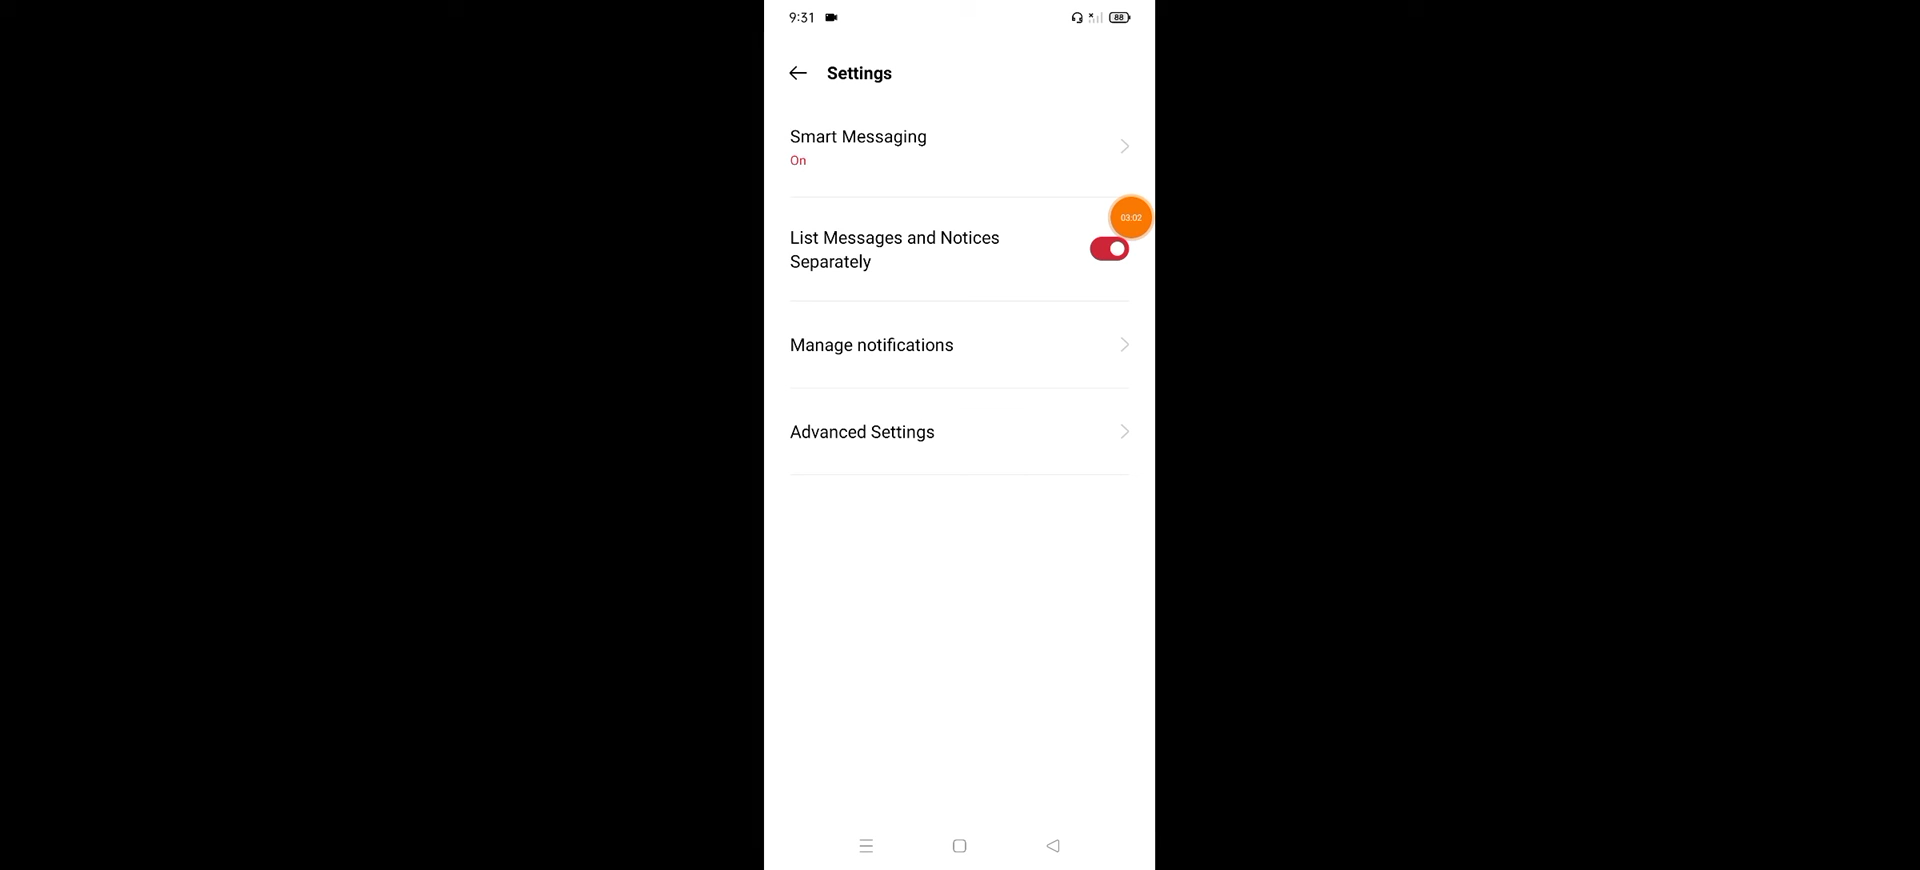 9:31
88
Settings
Smart Messaging
On
03:02
List Messages and Notices
Separately
Manage notifications
Advanced Settings